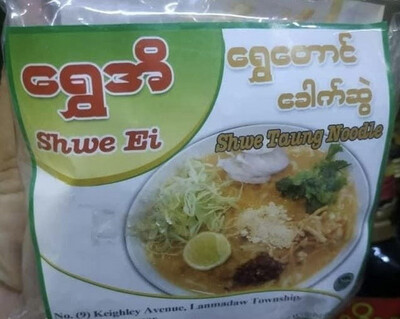 ရွှေအိ
Shwe Ei
ရွှေတောင်
ခေါက်ဆွဲ
Shwe Taung Noodle
No. (9) Keighley Avenue, Lanmadaw Township,